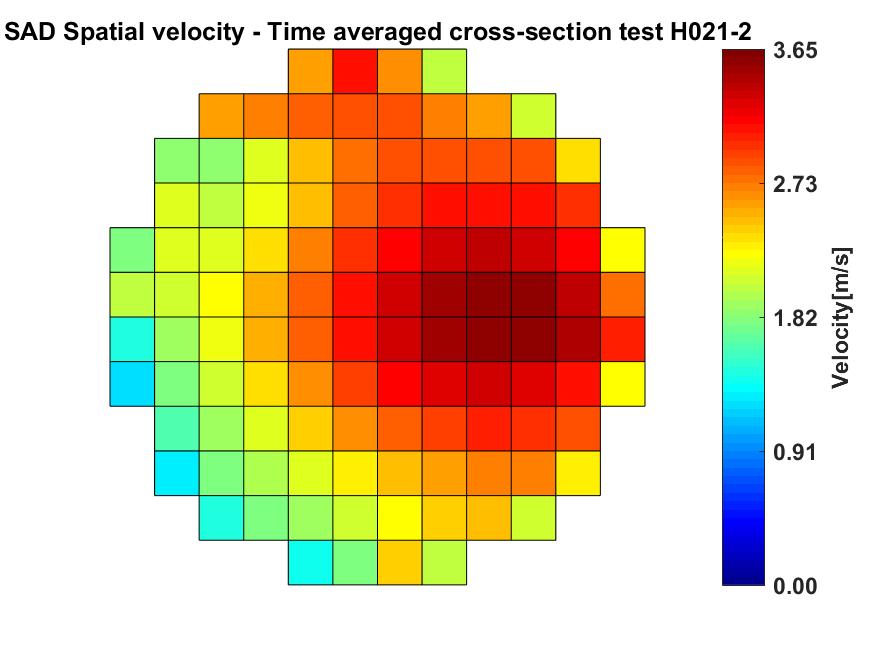 SAD Spatial velocity - Time averaged cross-section test H021-2
3.65
2.73
1.82
0.91
0.00
Velocity[m/s]